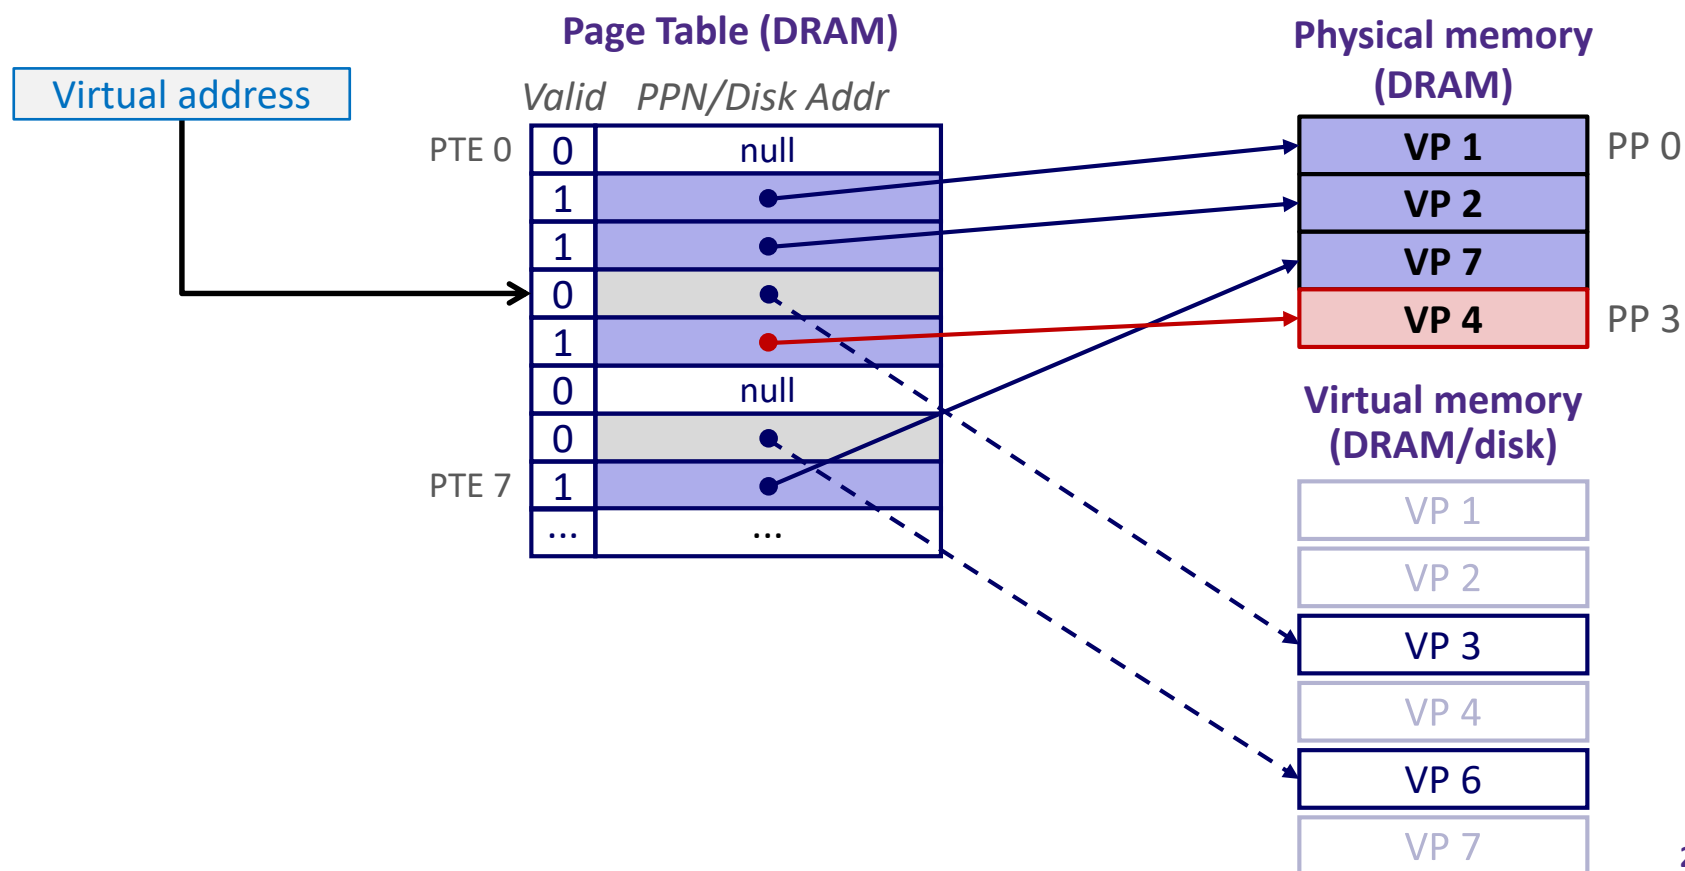 Page Table (DRAM)
Physical memory
(DRAM)
Virtual address
Valid PPN/Disk Addr
PTE 0 0 null
VP 1 PP 0
1
VP 2
1
VP 7
0
1
VP 4 PP 3
0 null
Virtual memory
(DRAM/disk)
0
PTE 7 1
... ...
VP 1
VP 2
VP 3
VP 4
VP 6
VP 7